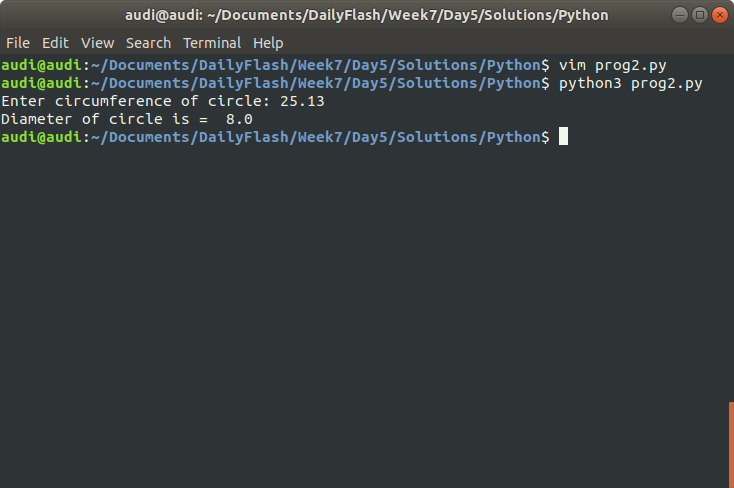 audi@audi: ~/Documents/DailyFlash/Week7/Day5/Solutions/Python
File Edit View Search Terminal Help
audi@audi:~/Documents/DailyFlash/Week7/Day5/Solutions/Python$ vim prog2.py
audi@audi:~/Documents/DailyFlash/Week7/Day5/Solutions/Python$ python3 prog2.py
Enter circumference of circle: 25.13
Diameter of circle is =  8.0
audi@audi:~/Documents/DailyFlash/Week7/Day5/Solutions/Python$